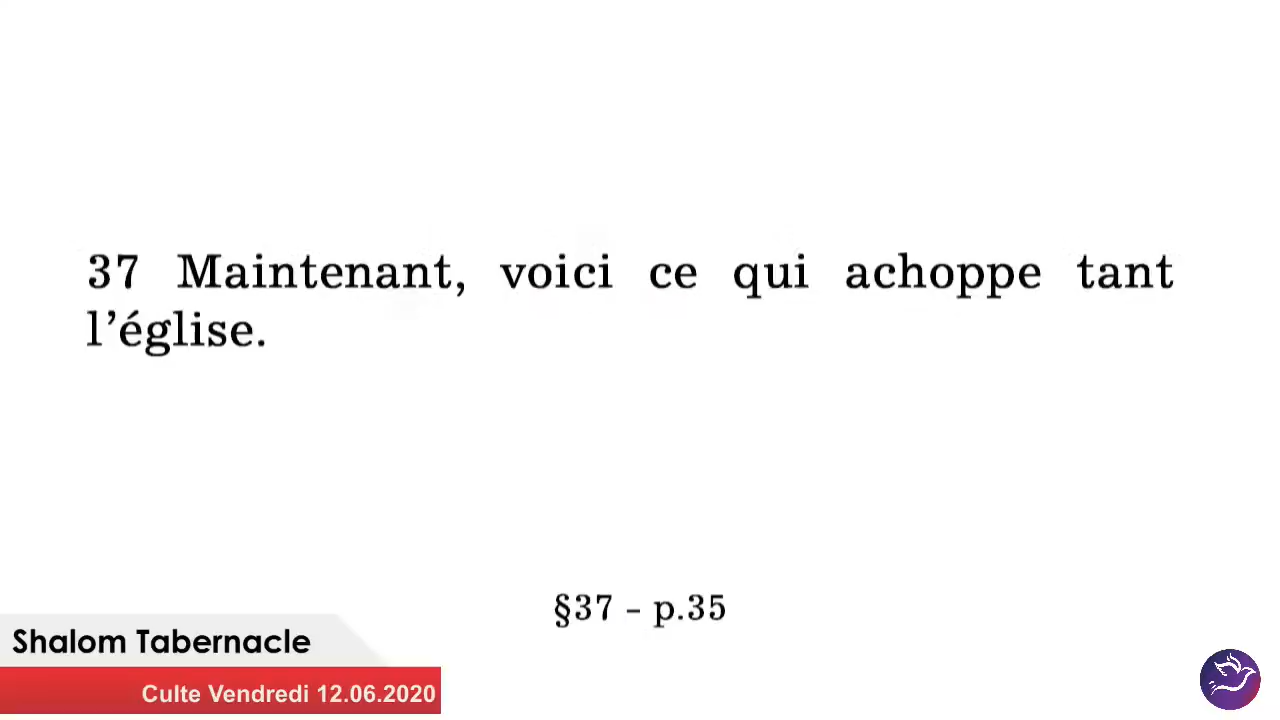 37 Maintenant, voici ce qui achoppe tant
l’église.
§37 – p.35
Shalom Tabernacle
Culte Vendredi 12.06.2020